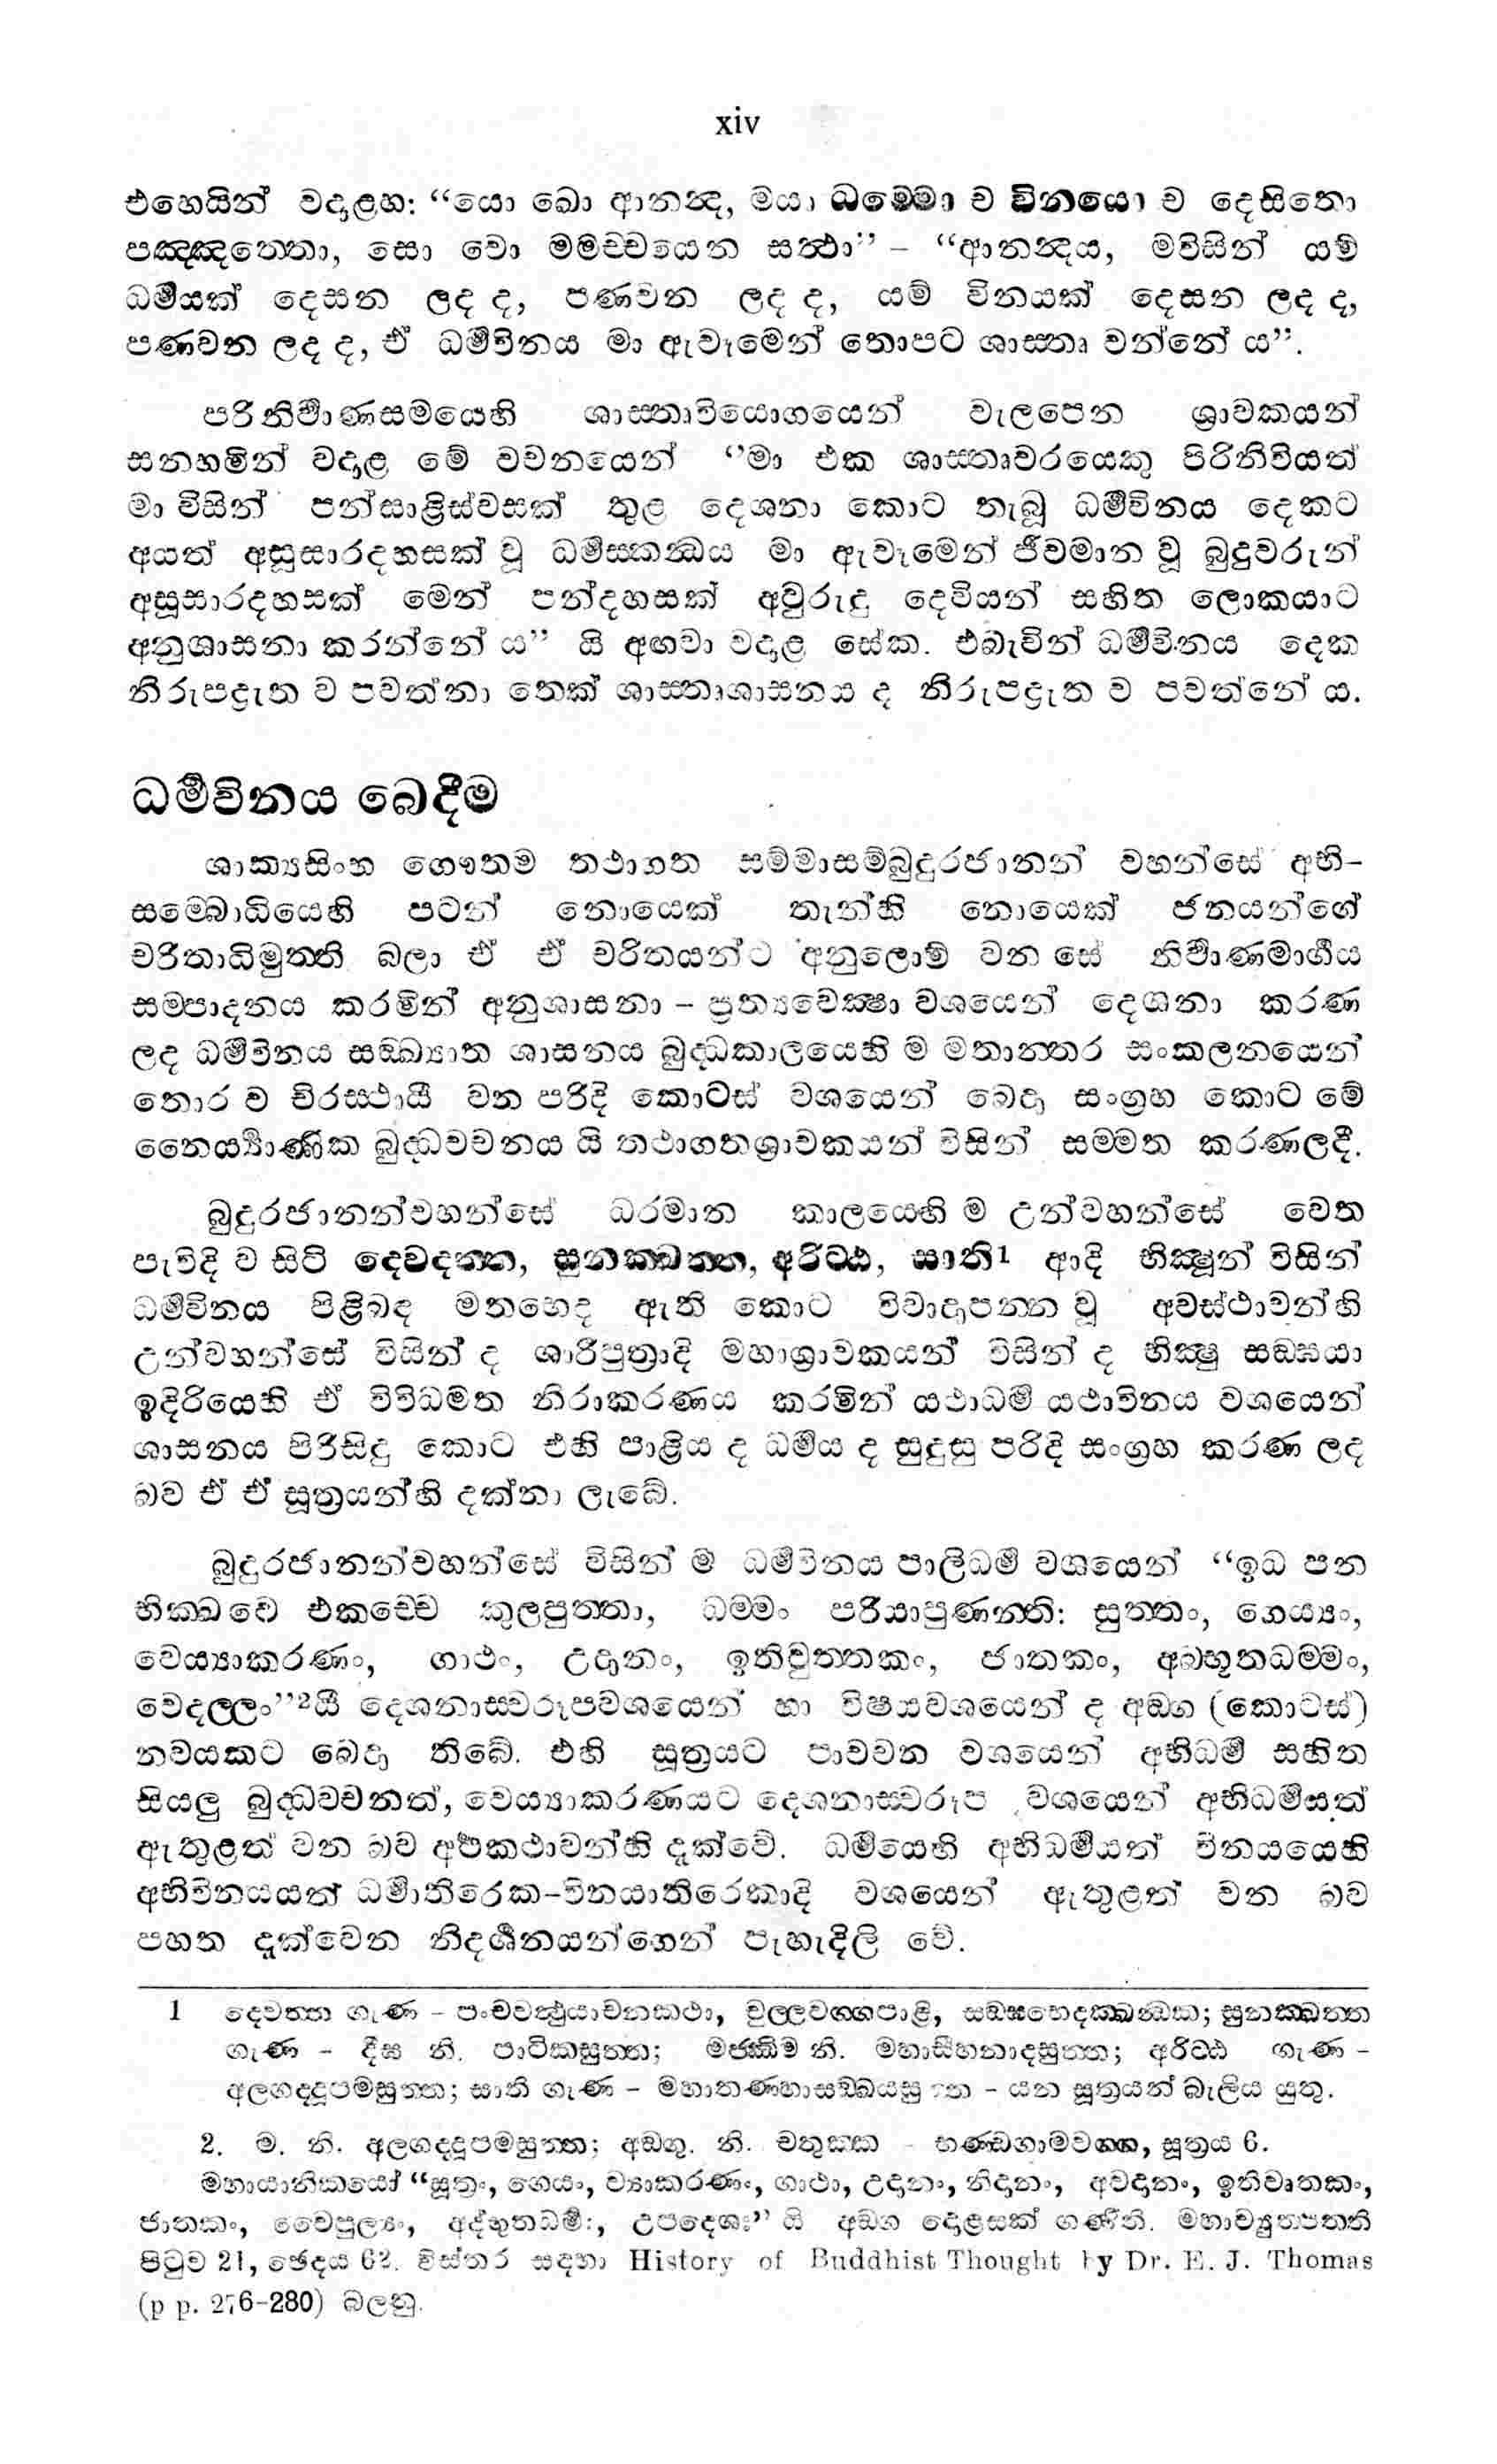 xiv
එහෙයින් වදාළහ: “යො ඛො ආනන්‍ද, මයා ධම්මො ච විනයො ච දෙසිතො
පඤ්ඤත්තො, සො වො මමච්චයෙන සත්‍ථා” – “ආනන්‍දය, මවිසින් යම්
ධර්‍මයක් දෙසන ලද ද, පණවන ලද ද, යම් විනයක් දෙසන ලද ද,
පණවන ලද ද, ඒ ධර්‍මවිනය මා ඇවෑමෙන් තොපට ශාස්තෘ වන්නේ ය”.
පරිනිර්‍වාණසමයෙහි ශාස්තෘවියොගයෙන් වැලපෙන ශ්‍රාවකයන්
සනහමින් වදාළ මේ වචනයෙන් “මා එක ශාස්තෘවරයෙකු පිරිනිවියත්
මා විසින් පන්සාළිස්වසක් තුළ දෙශනා කොට තැබූ ධර්‍මවිනය දෙකට
අයත් අසූසාරදහසක් වූ ධර්‍මස්කන්‍ධය මා ඇවෑමෙන් ජීවමාන වූ බුදුවරුන්
අසූසාරදහසක් මෙන් පන්දහසක් අවුරුදු දෙවියන් සහිත ලොකයාට
අනුශාසනා කරන්නේ ය” යි අඟවා වදාළ සේක. එබැවින් ධර්‍මවිනය දෙක
නිරුපද්‍රැත ව පවත්නා තෙක් ශාස්තෘශාසනය ද නිරුපද්‍රැත ව පවත්නේ ය.
ධර්‍මවිනය බෙදීම
ශාක්‍යසිංහ ගෞතම තථාගත සම්මාසම්බුදුරජානන් වහන්සේ අභි-
සම්බොධියෙහි පටන් නොයෙක් තැන්හි නොයෙක් ජනයන්ගේ
චරිතාධිමුත්ති බලා ඒ ඒ චරිතයන්ට අනුලොම් වන සේ නිර්‍වාණමාර්‍ගය
සම්පාදනය කරමින් අනුශාසනා – ප්‍රත්‍යවෙක්‍ෂා වශයෙන් දෙශනා කරණ
ලද ධර්‍මවිනය සඞ්ඛ්‍යාත ශාසනය බුද්‍ධකාලයෙහි ම මතාන්තර සංකලනයෙන්
තොර ව චිරස්ථායී වන පරිදි කොටස් වශයෙන් බෙදා සංග්‍රහ කොට මේ
නෛර්‍ය්‍යාණික බුද්‍ධවචනය යි තථාගතශ්‍රාවකයන් විසින් සම්මත කරණලදී.
බුදුරජානන්වහන්සේ ධරමාන කාලයෙහි ම උන්වහන්සේ වෙත
පැවිදි ව සිටි දෙවදත්ත, සුනක්ඛත්ත, අරිට්ඨ, සාති1 ආදි භික්‍ෂූන් විසින්
ධර්‍මවිනය පිළිබඳ මතභෙද ඇති කොට විවාදාපන්න වූ අවස්ථාවන්හි
උන්වහන්සේ විසින් ද ශාරිපුත්‍රාදි මහාශ්‍රාවකයන් විසින් ද භික්‍ෂු සඞ්ඝයා
ඉදිරියෙහි ඒ විවිධමත නිරාකරණය කරමින් යථාධර්‍ම යථාවිනය වශයෙන්
ශාසනය පිරිසිදු කොට එහි පාළිය ද ධර්‍මය ද සුදුසු පරිදි සංග්‍රහ කරණ ලද
බව ඒ ඒ සූත්‍රයන්හි දක්නා ලැබේ.
බුදුරජානන්වහන්සේ විසින් ම ධර්‍මවිනය පාලිධර්‍ම වශයෙන් “ඉධ පන
භික්ඛවෙ එකච්චෙ කුලපුත්තා, ධම්මං පරියාපුණන්ති: සුත්තං, ගෙය්‍යං,
වෙය්‍යාකරණං, ගාථං, උදානං, ඉතිවුත්තකං, ජාතකං, අබ්භූතධම්මං,
වෙදල්ලං”2යි දෙශනාස්වරූපවශයෙන් හා විෂයවශයෙන් ද අඞ්ග (කොටස්)
නවයකට බෙදා තිබේ. එහි සූත්‍රයට පාවචන වශයෙන් අභිධර්‍ම සහිත
සියලු බුද්‍ධවචනත්, වෙය්‍යාකරණයට දෙශනාස්වරූප වශයෙන් අභිධර්‍මසත්
ඇතුළත් වන බව අර්‍ථකථාවන්හි දැක්වේ. ධර්‍මයෙහි අභිධර්‍මයත් විනයයෙහි
අභිවිනයයත් ධර්‍මාතිරෙක-විනයාතිරෙකාදි වශයෙන් ඇතුළත් වන බව
පහත දැක්වෙන නිදර්‍ශනයන්ගෙන් පැහැදිලි වේ.
1 දෙවත්ත ගැණ – පංචවත්‍ථුයාචනකථා, චුල්ලවග්ගපාළි, සඞ්ඝභෙදක්ඛන්‍ධක; සුනක්ඛත්ත
ගැණ – දීඝ නි. පාටිකසුත්ත; මජ්ඣිම නි. මහාසීහනාදසුත්ත; අරිට්ඨ ගැණ –
අලගද්දූපමසුත්ත; සාති ගැණ – මහාතණ්හාසඞ්ඛයසුත්ත – යන සූත්‍රයන් බැලිය යුතු.
2. ම. නි. අලගද්දූපමසුත්ත; අඞ්ගු. නි. චතුක්ක - භණ්ඩගාමවග්ග, සූත්‍රය 6.
මහායානිකයෝ “සූත්‍රං, ගෙයං, ව්‍යාකරණං, ගාථා, උදානං, නිදානං, අවදානං, ඉතිවෘතකං,
ජාතකං, වෛපුල්‍යං, අද්භුතධර්‍මඃ, උපදෙශඃ” යි අඞ්ග දොළසක් ගණිති. මහාව්‍යුත්පත්ති
පිටුව 21, ඡෙදය 62. විස්තර සඳහා History of Buddhist Thought by Dr. E. J. Thomas
(p p. 276-280) බලනු.